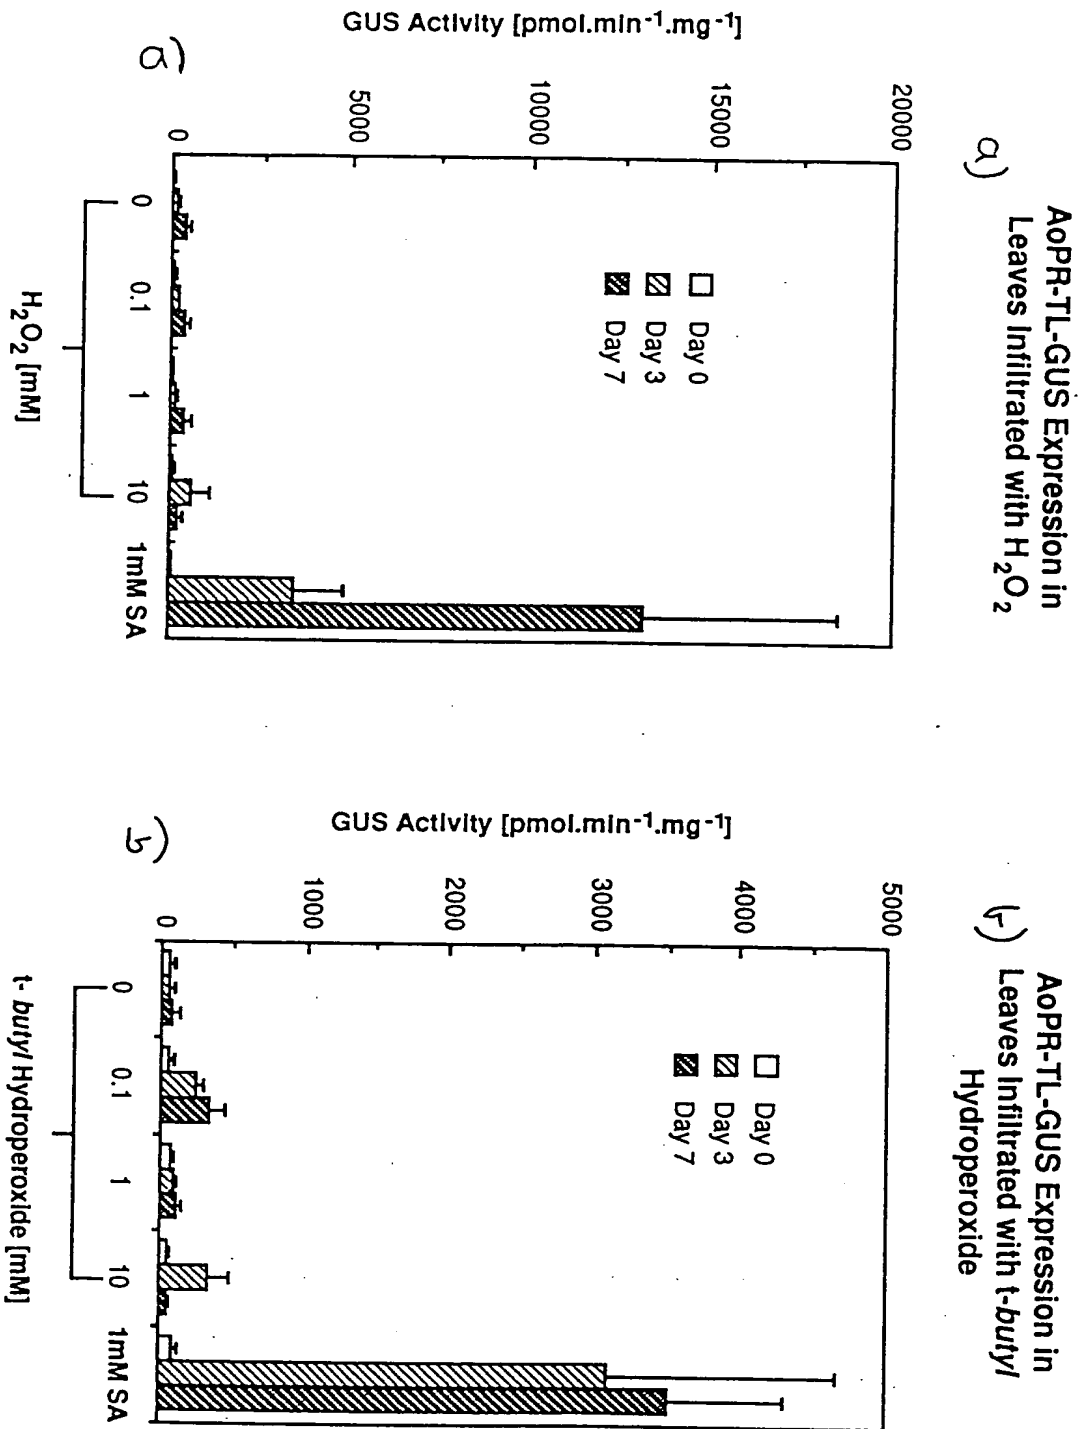 a)
AoPR-TL-GUS Expression in
Leaves Infiltrated with H₂O₂
GUS Activity [pmol.min⁻¹.mg⁻¹]
20000
15000
10000
5000
0
Day 0
Day 3
Day 7
0
0.1
1
10
1mM SA
H₂O₂ [mM]
a)
b)
AoPR-TL-GUS Expression in
Leaves Infiltrated with t-butyl
Hydroperoxide
GUS Activity [pmol.min⁻¹.mg⁻¹]
5000
4000
3000
2000
1000
0
Day 0
Day 3
Day 7
0
0.1
1
10
1mM SA
t- butyl Hydroperoxide [mM]
b)